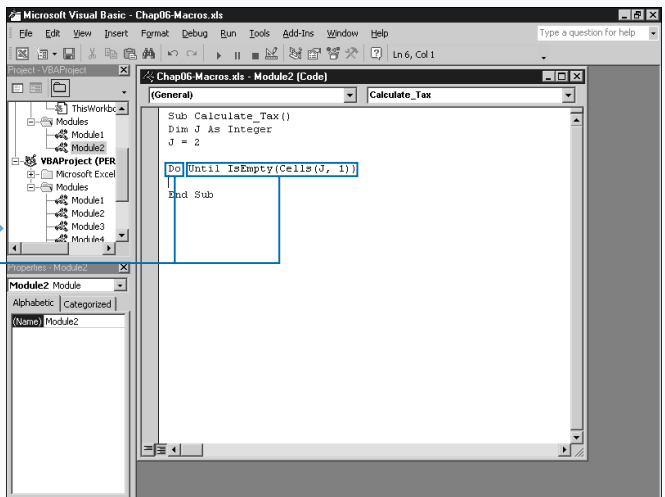 Microsoft Visual Basic - Chap06-Macros.xls
File Edit View Insert Format Debug Run Tools Add-Ins Window Help
Type a question for help
Ln 6, Col 1
Project - VBAProject
ThisWorkbc
Modules
Module1
Module2
VBAProject (PER
Microsoft Excel
Modules
Module1
Module2
Module3
Module4
Properties - Module2
Module2 Module
Alphabetic Categorized
(Name) Module2
Chap06-Macros.xls - Module2 (Code)
(General) Calculate_Tax
Sub Calculate_Tax()
Dim J As Integer
J = 2
Do Until IsEmpty(Cells(J, 1))
End Sub